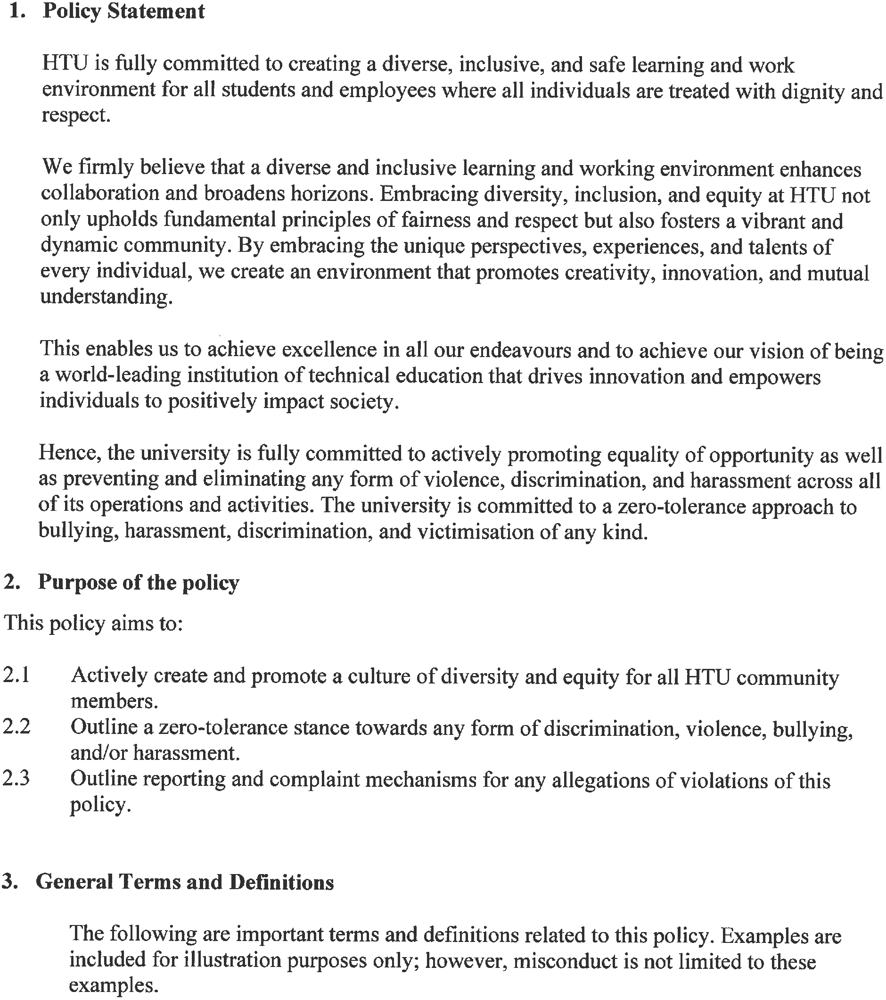 1. Policy Statement
HTU is fully committed to creating a diverse, inclusive, and safe learning and work
environment for all students and employees where all individuals are treated with dignity and
respect.
We firmly believe that a diverse and inclusive learning and working environment enhances
collaboration and broadens horizons. Embracing diversity, inclusion, and equity at HTU not
only upholds fundamental principles of fairness and respect but also fosters a vibrant and
dynamic community. By embracing the unique perspectives, experiences, and talents of
every individual, we create an environment that promotes creativity, innovation, and mutual
understanding.
This enables us to achieve excellence in all our endeavours and to achieve our vision of being
a world-leading institution of technical education that drives innovation and empowers
individuals to positively impact society.
Hence, the university is fully committed to actively promoting equality of opportunity as well
as preventing and eliminating any form of violence, discrimination, and harassment across all
of its operations and activities. The university is committed to a zero-tolerance approach to
bullying, harassment, discrimination, and victimisation of any kind.
2. Purpose of the policy
This policy aims to:
2.1 Actively create and promote a culture of diversity and equity for all HTU community
members.
2.2 Outline a zero-tolerance stance towards any form of discrimination, violence, bullying,
and/or harassment.
2.3 Outline reporting and complaint mechanisms for any allegations of violations of this
policy.
3. General Terms and Definitions
The following are important terms and definitions related to this policy. Examples are
included for illustration purposes only; however, misconduct is not limited to these
examples.